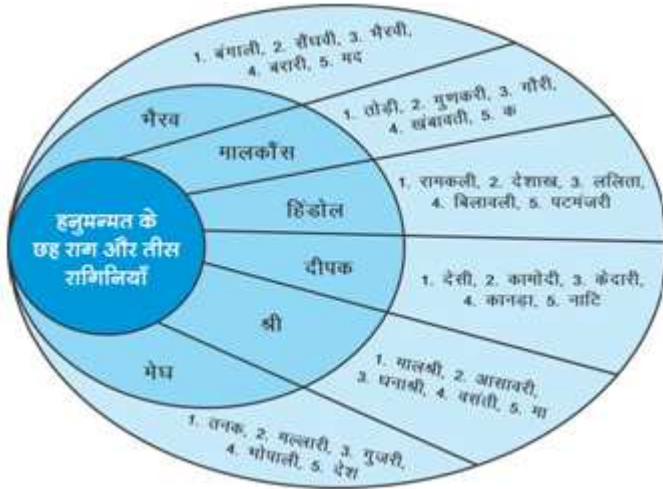 1. बंगाली, 2. सैंधवी, 3. भैरवी,
4. बरारी, 5. मद
भैरव
1. तोड़ी, 2. गुणकरी, 3. गौरी,
4. खंबावती, 5. क
मालकौंस
1. रामकली, 2. देशाख, 3. ललिता,
4. बिलावली, 5. पटमंजरी
हिंडोल
हनुमन्मत के
छह राग और तीस
रागिनियाँ
दीपक
1. देसी, 2. कामोदी, 3. केदारी,
4. कानड़ा, 5. नाटि
श्री
1. मालश्री, 2. आसावरी,
3. धनाश्री, 4. वसंती, 5. मा
मेघ
1. तनक, 2. मल्लारी, 3. गुजरी,
4. भोपाली, 5. देश